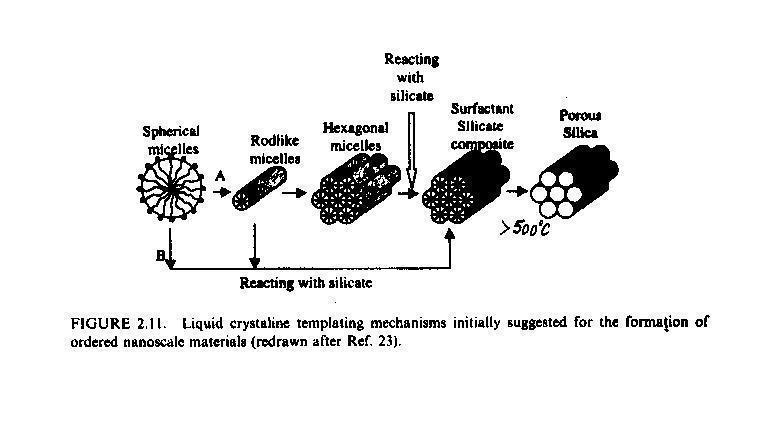 Reacting
with
silicate
Spherical
micelles
Rodlike
micelles
Hexagonal
micelles
Surfactant
Silicate
composite
Porous
Silica
A
B
>500°C
Reacting with silicate
FIGURE 2.11. Liquid crystaline templating mechanisms initially suggested for the formation of
ordered nanoscale materials (redrawn after Ref. 23).